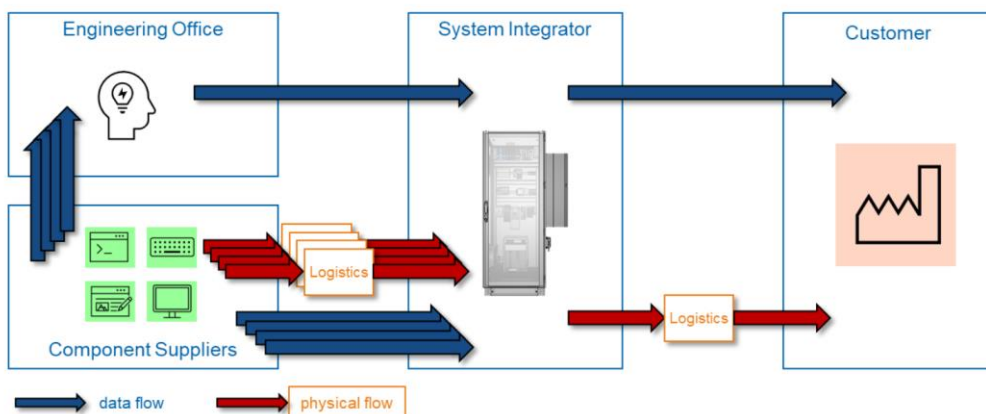 Engineering Office
System Integrator
Customer
Logistics
Logistics
Component Suppliers
data flow
physical flow